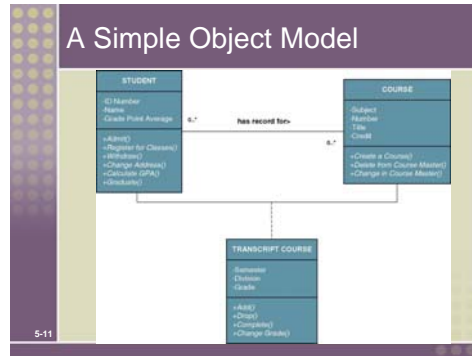 A Simple Object Model
STUDENT
-ID Number
-Name
-Grade Point Average
+Admit()
+Register for Classes()
+Withdraw()
+Change Address()
+Calculate GPA()
+Graduate()
0..*
has record for>
0..*
COURSE
-Subject
-Number
-Title
-Credit
+Create a Course()
+Delete from Course Master()
+Change in Course Master()
TRANSCRIPT COURSE
-Semester
-Division
-Grade
+Add()
+Drop()
+Complete()
+Change Grade()
5-11